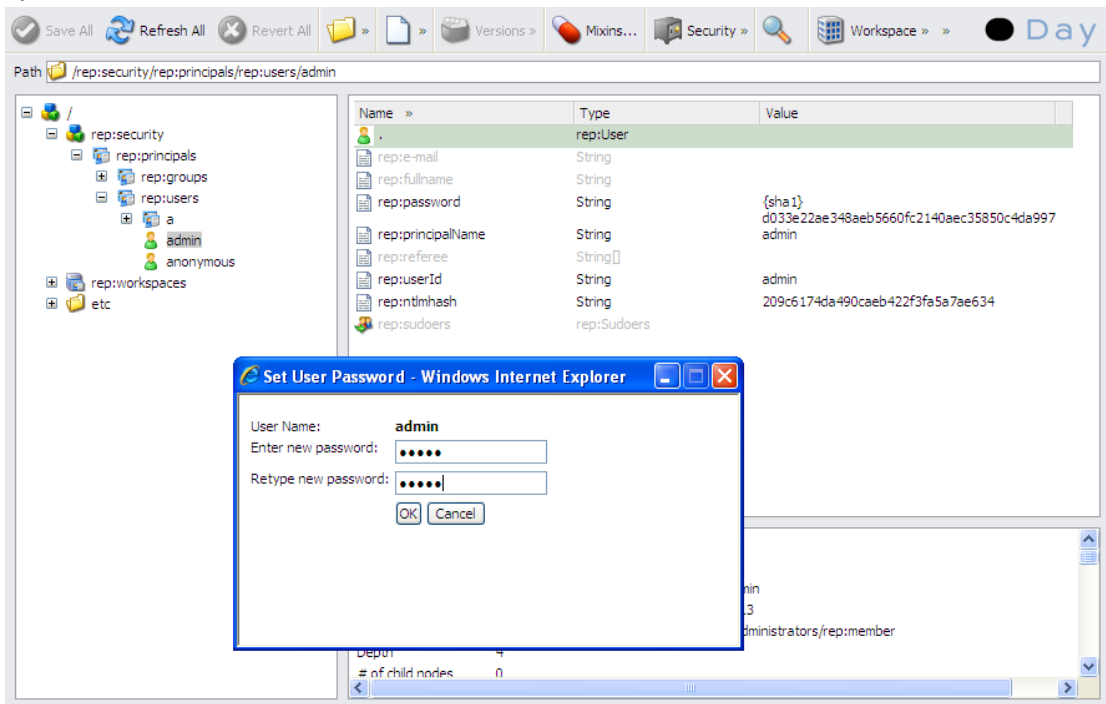 Save All Refresh All Revert All » » Versions » Mixins... Security » Workspace » » Day
Path /rep:security/rep:principals/rep:users/admin
/
rep:security
rep:principals
rep:groups
rep:users
a
admin
anonymous
rep:workspaces
etc
Name » Type Value
. rep:User
rep:e-mail String
rep:fullname String
rep:password String {sha1}
d033e22ae348aeb5660fc2140aec35850c4da997
rep:principalName String admin
rep:referee String[]
rep:userId String admin
rep:ntlmhash String 209c6174da490caeb422f3fa5a7ae634
rep:sudoers rep:Sudoers
Set User Password - Windows Internet Explorer
User Name: admin
Enter new password: •••••
Retype new password: •••••
OK Cancel
dministrators/rep:member
Depth 4
# of child nodes 0